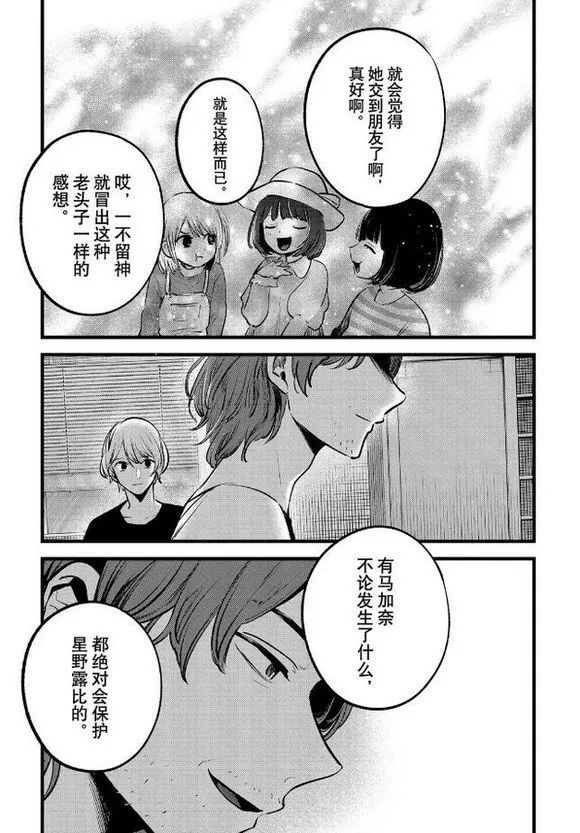 就会觉得
她交到朋友了啊，
真好啊。
就是这样而已。
哎，一不留神
就冒出这种
老头子一样的
感想。
有马加奈
不论发生了什么，
都绝对会保护
星野露比的。